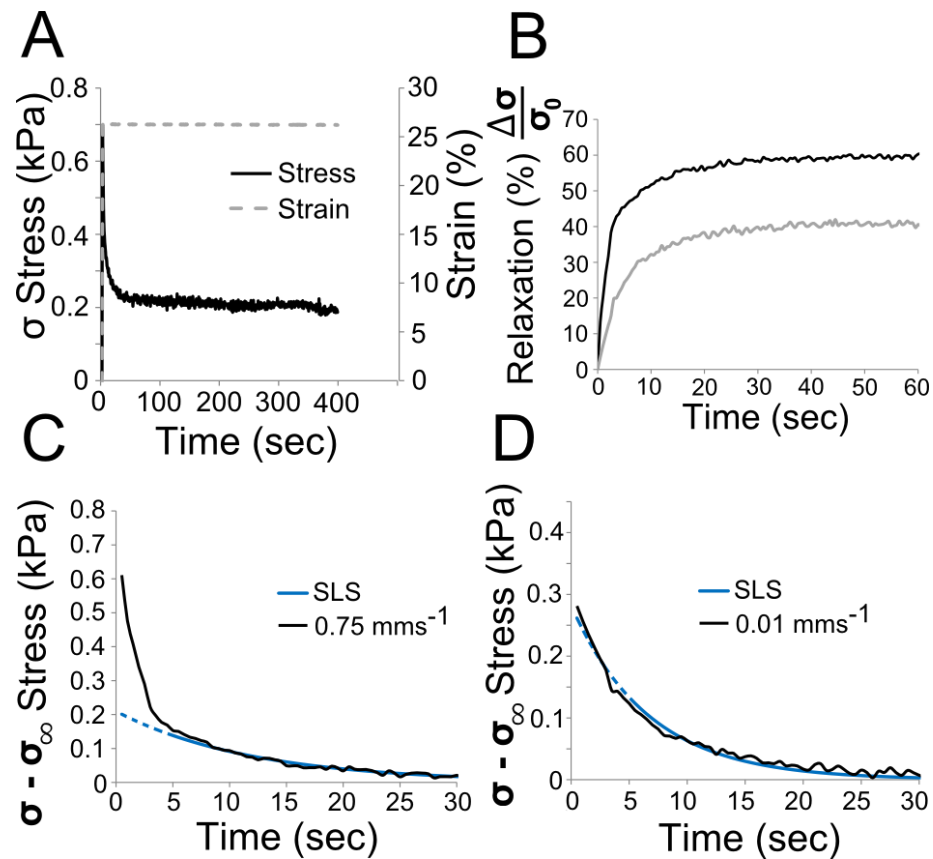 A
σ Stress (kPa)
0.8
0.7
0.6
0.4
0.2
0
0 100 200 300 400
Time (sec)
30
25
20
15
10
5
0
Strain (%)
Stress
Strain
B
Relaxation (%) Δσ/σ0
70
60
50
40
30
20
10
0
0 10 20 30 40 50 60
Time (sec)
C
σ - σ∞ Stress (kPa)
0.8
0.7
0.6
0.5
0.4
0.3
0.2
0.1
0
0 5 10 15 20 25 30
Time (sec)
SLS
0.75 mms-1
D
σ - σ∞ Stress (kPa)
0.4
0.3
0.2
0.1
0
0 5 10 15 20 25 30
Time (sec)
SLS
0.01 mms-1